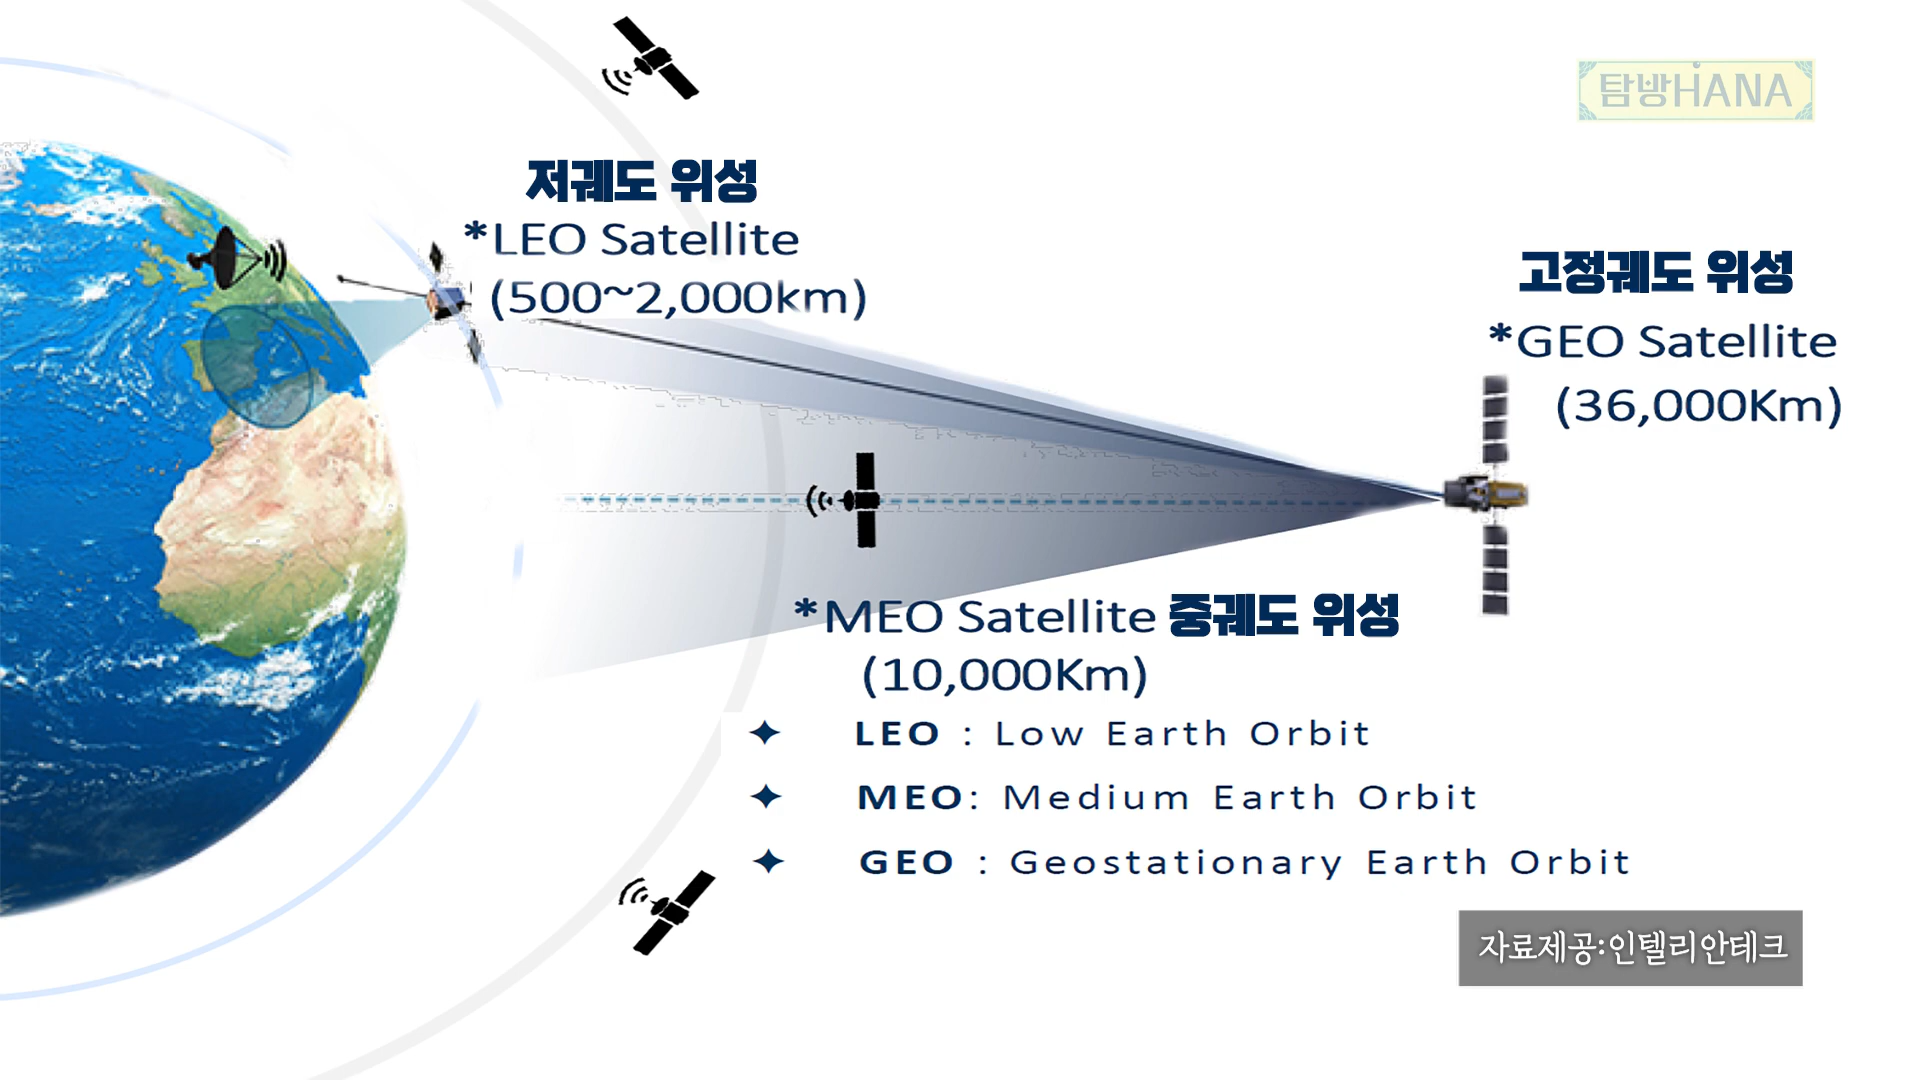 탐방HANA
저궤도 위성
*LEO Satellite
(500~2,000km)
고정궤도 위성
*GEO Satellite
(36,000Km)
*MEO Satellite 중궤도 위성
(10,000Km)
✦ LEO : Low Earth Orbit
✦ MEO: Medium Earth Orbit
✦ GEO : Geostationary Earth Orbit
자료제공:인텔리안테크